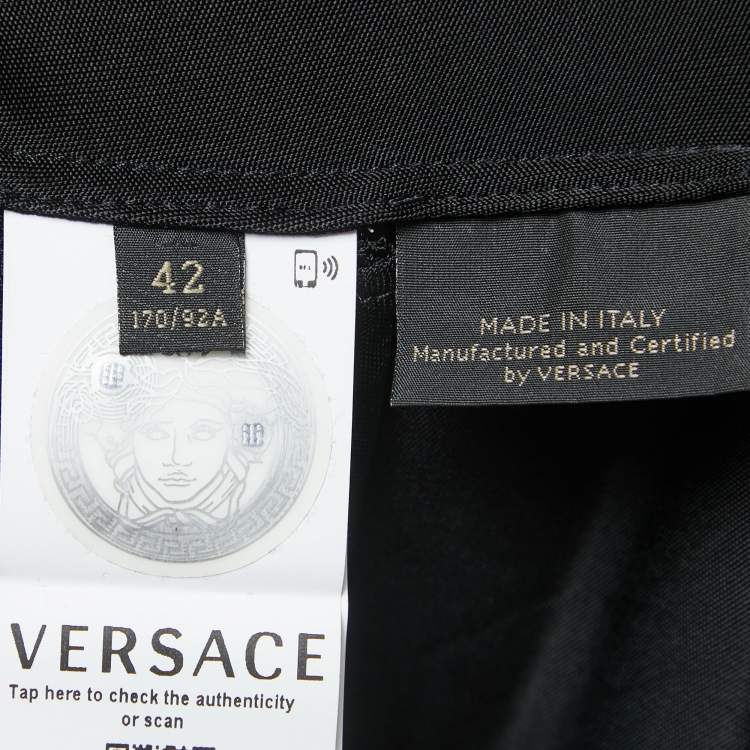 42
170/92A
MADE IN ITALY
Manufactured and Certified
by VERSACE
VERSACE
Tap here to check the authenticity
or scan